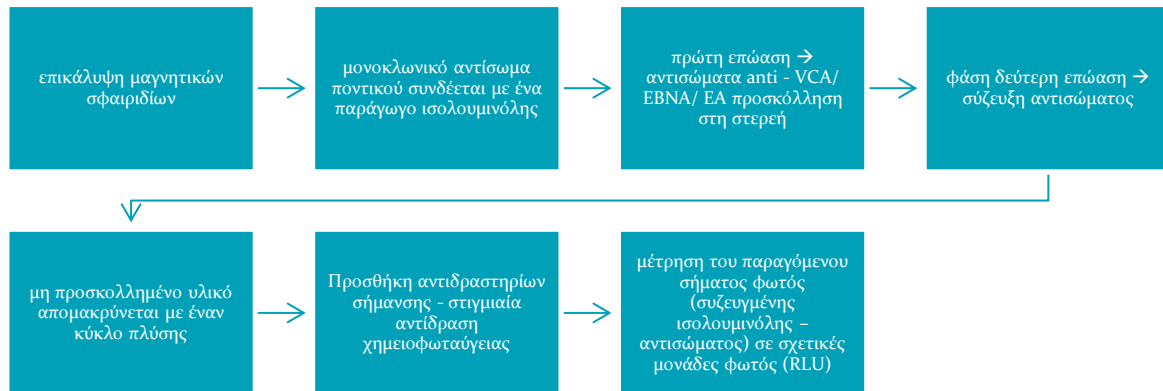 επικάλυψη μαγνητικών
σφαιριδίων
μονοκλωνικό αντίσωμα
ποντικού συνδέεται με ένα
παράγωγο ισολουμινόλης
πρώτη επώαση →
αντισώματα anti - VCA/
EBNA/ EA προσκόλληση
στη στερεή
φάση δεύτερη επώαση →
σύζευξη αντισώματος
μη προσκολλημένο υλικό
απομακρύνεται με έναν
κύκλο πλύσης
Προσθήκη αντιδραστηρίων
σήμανσης - στιγμιαία
αντίδραση
χημειοφωταύγειας
μέτρηση του παραγόμενου
σήματος φωτός
(συζευγμένης
ισολουμινόλης –
αντισώματος) σε σχετικές
μονάδες φωτός (RLU)